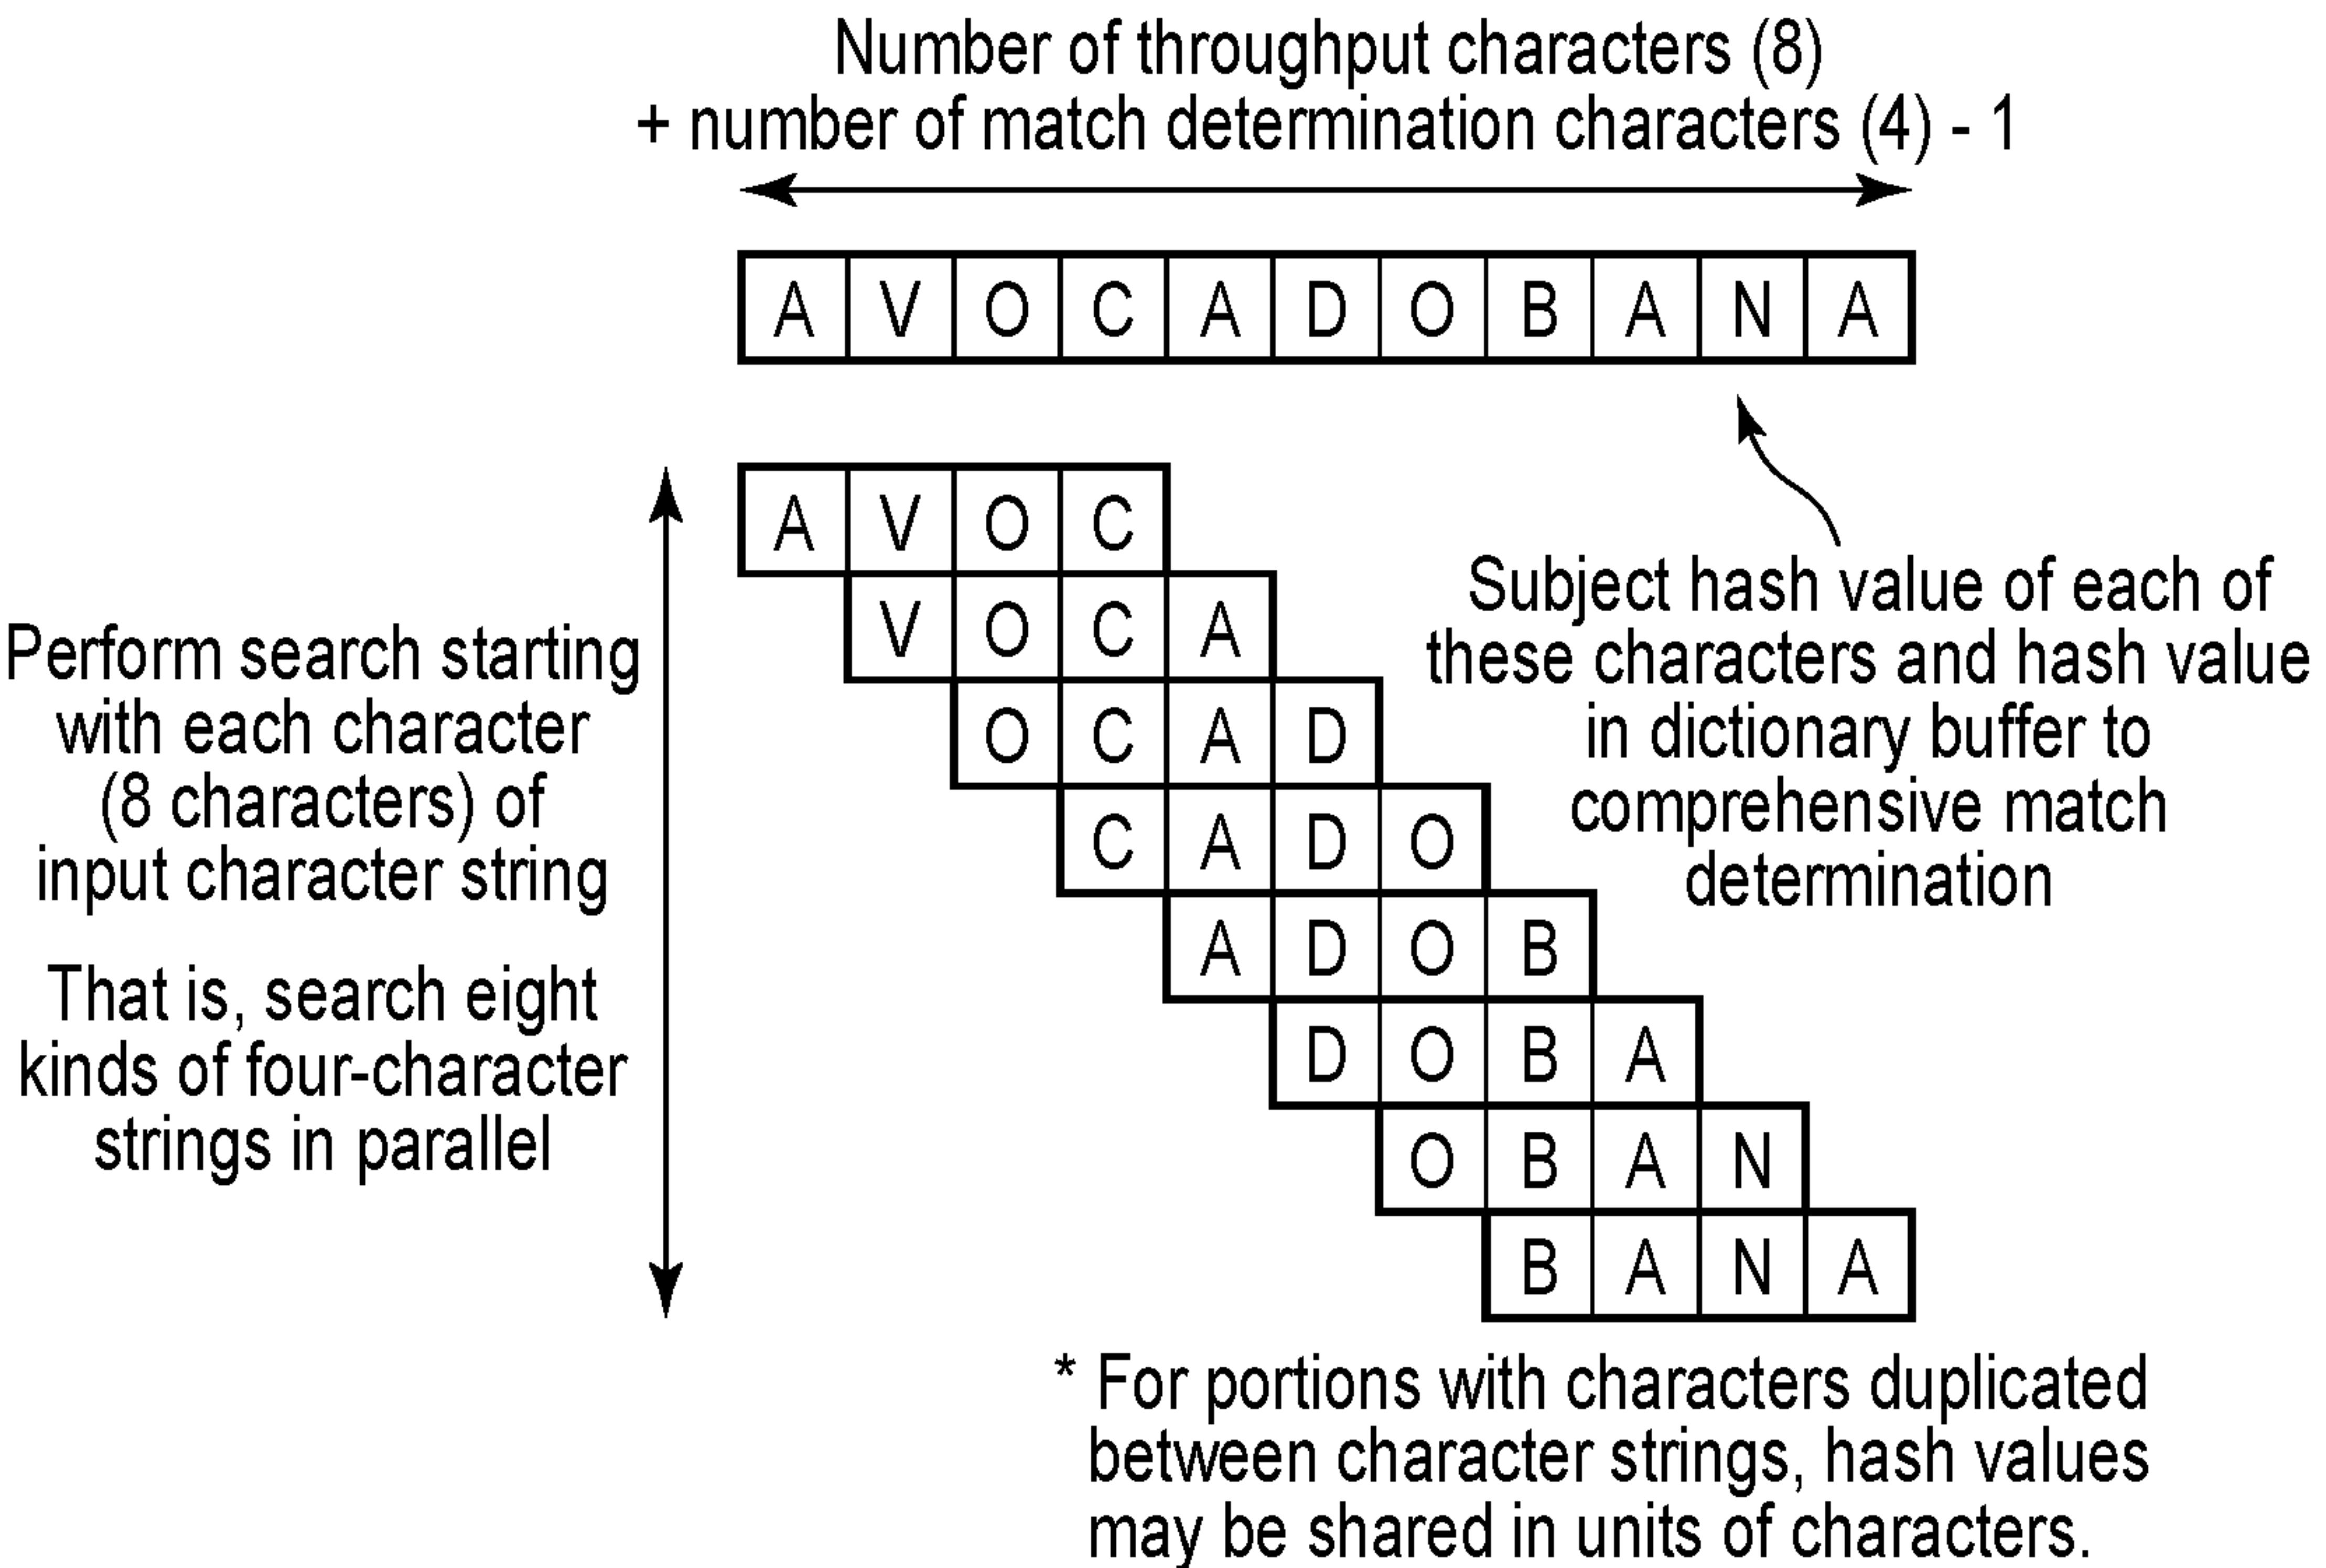 Number of throughput characters (8)
+ number of match determination characters (4) - 1
A V O C A D O B A N A
A V O C
V O C A
O C A D
C A D O
A D O B
D O B A
O B A N
B A N A
Perform search starting
with each character
(8 characters) of
input character string
That is, search eight
kinds of four-character
strings in parallel
Subject hash value of each of
these characters and hash value
in dictionary buffer to
comprehensive match
determination
* For portions with characters duplicated
between character strings, hash values
may be shared in units of characters.